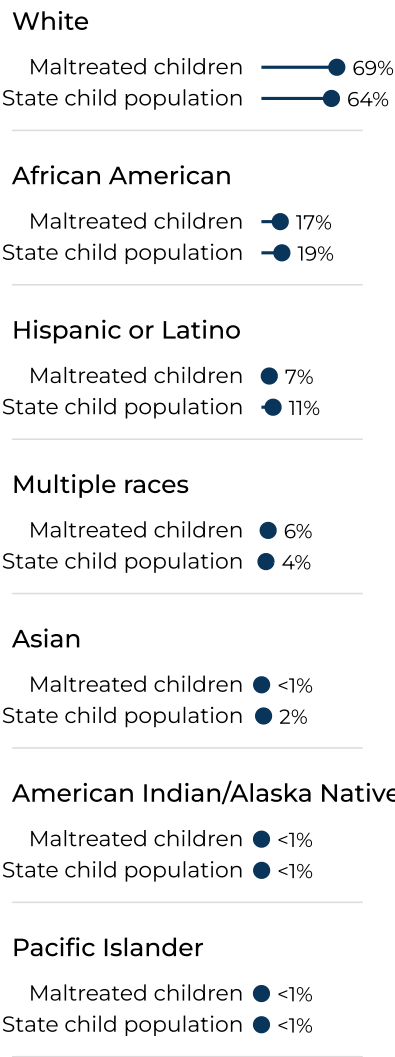 White
Maltreated children 69%
State child population 64%
African American
Maltreated children 17%
State child population 19%
Hispanic or Latino
Maltreated children 7%
State child population 11%
Multiple races
Maltreated children 6%
State child population 4%
Asian
Maltreated children <1%
State child population 2%
American Indian/Alaska Native
Maltreated children <1%
State child population <1%
Pacific Islander
Maltreated children <1%
State child population <1%